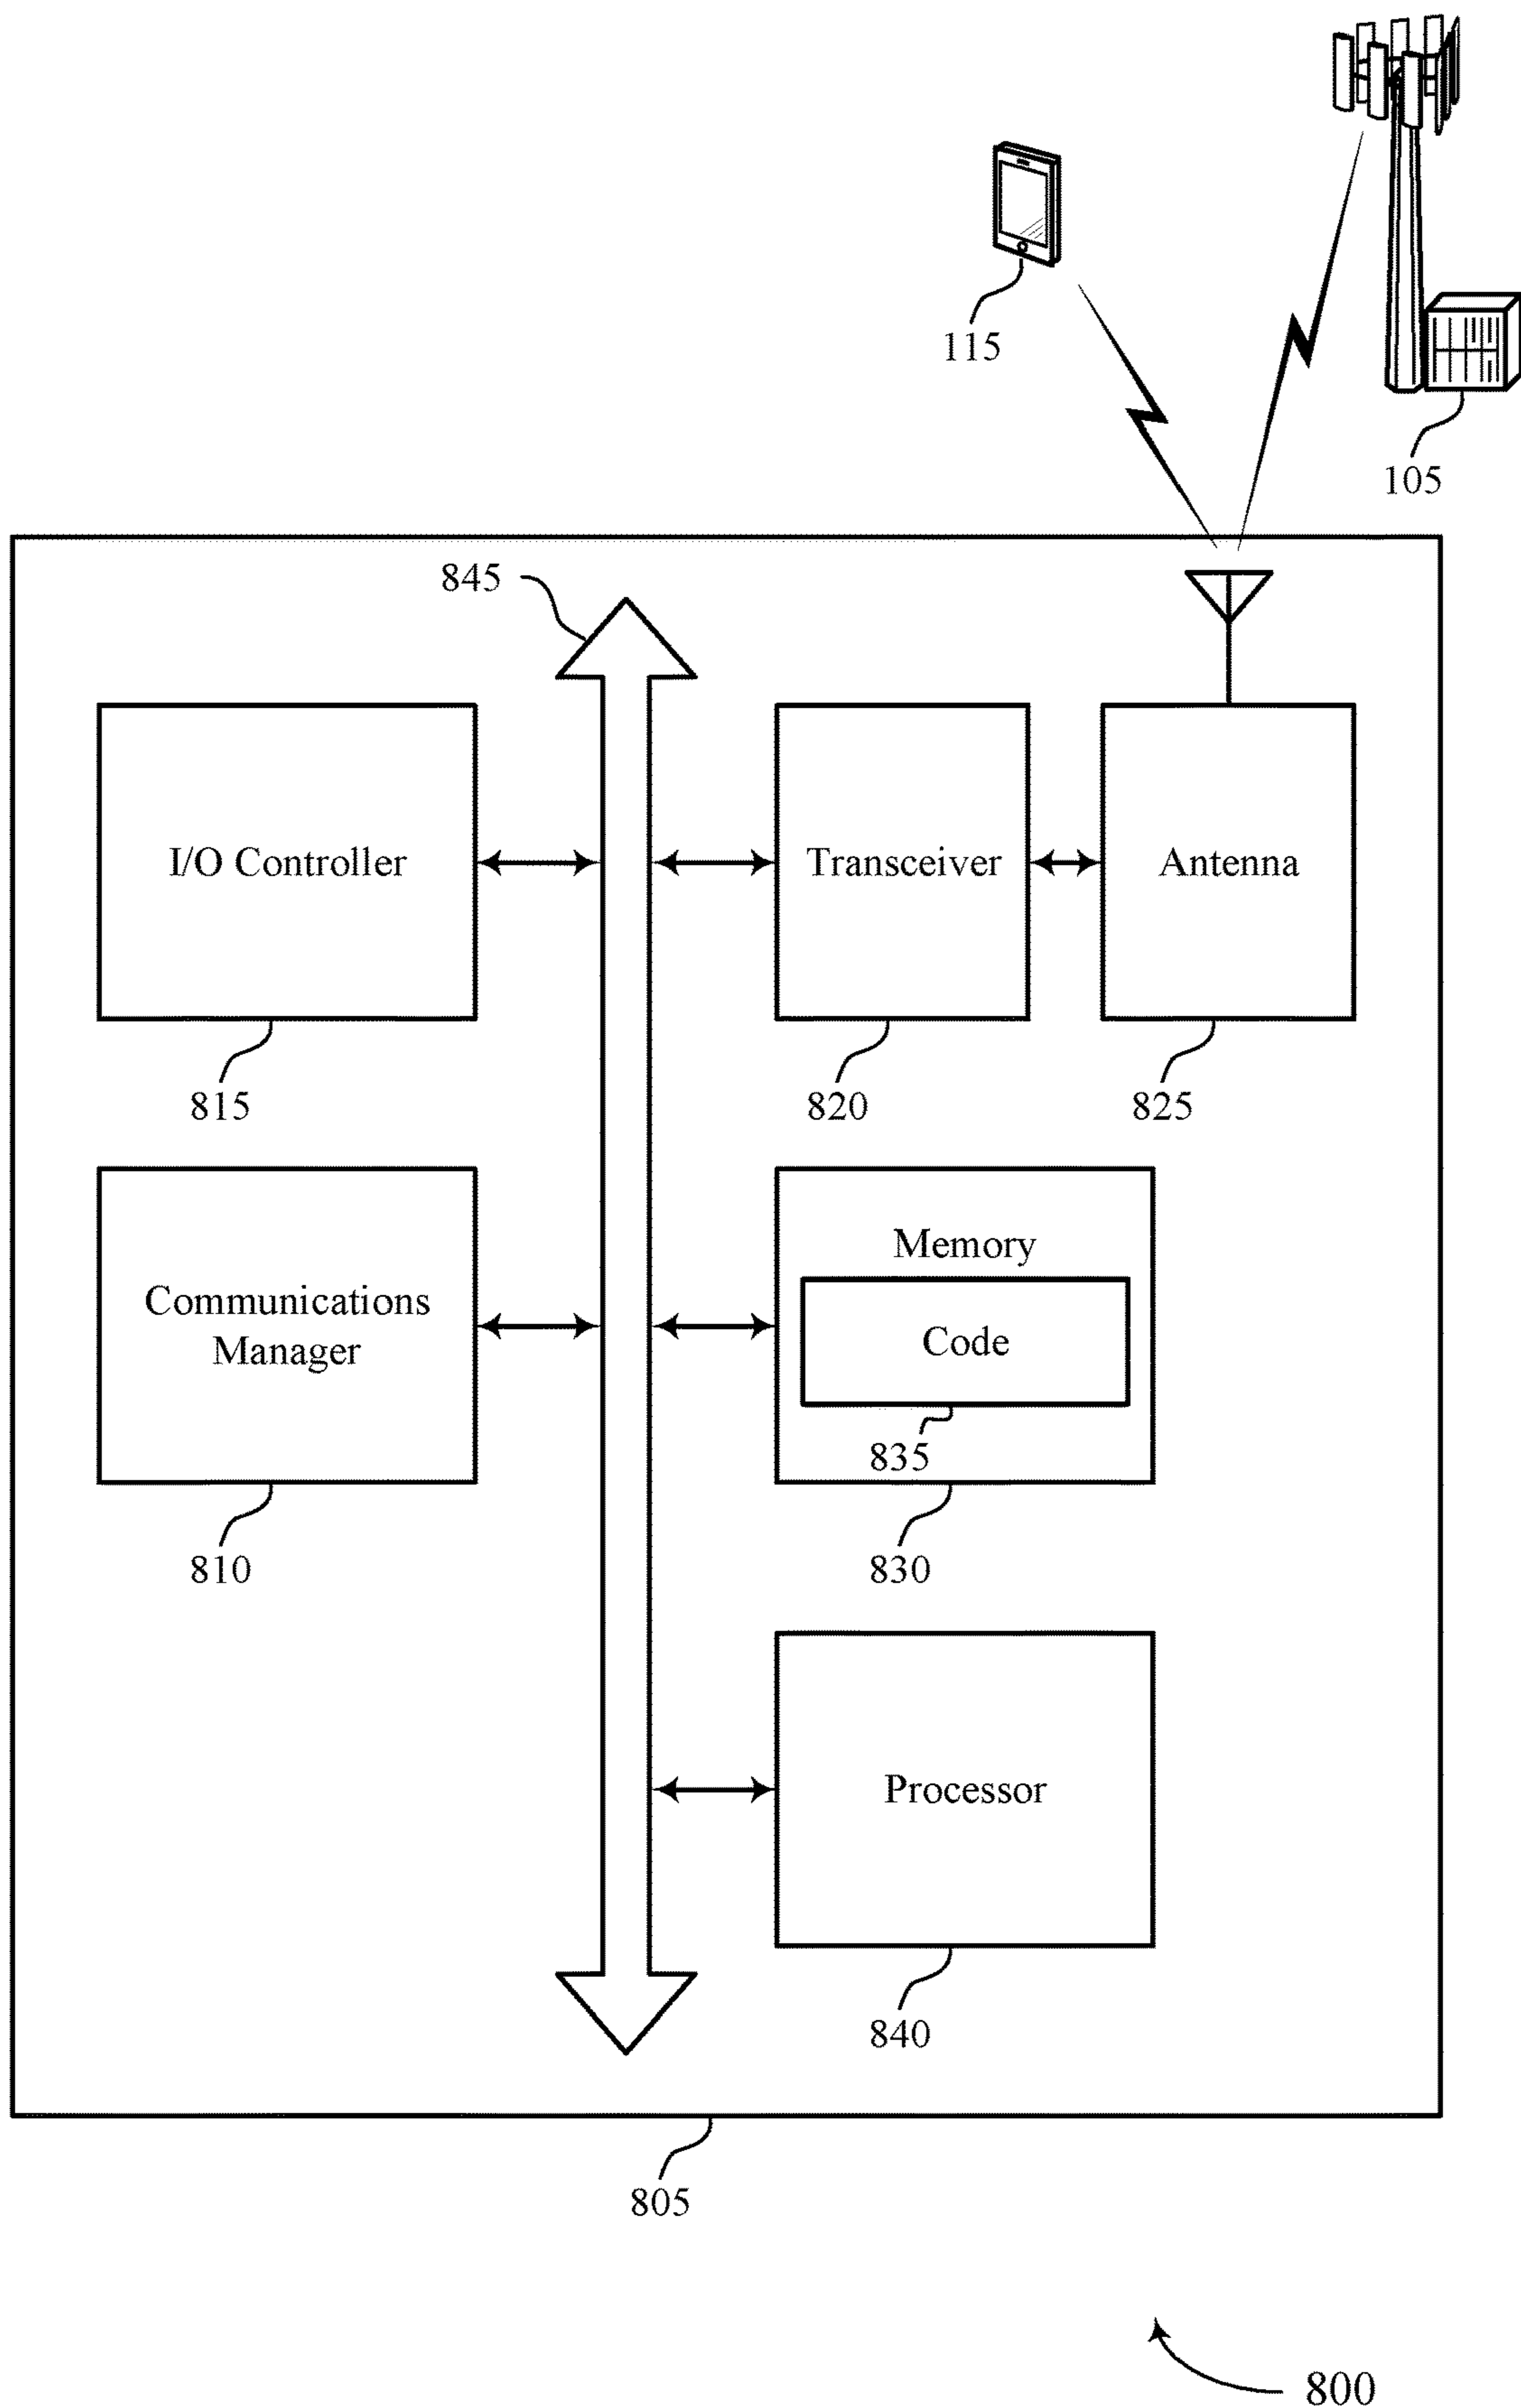 115
105
845
I/O Controller
Transceiver
Antenna
815
820
825
Communications
Manager
Memory
Code
835
810
830
Processor
840
805
800